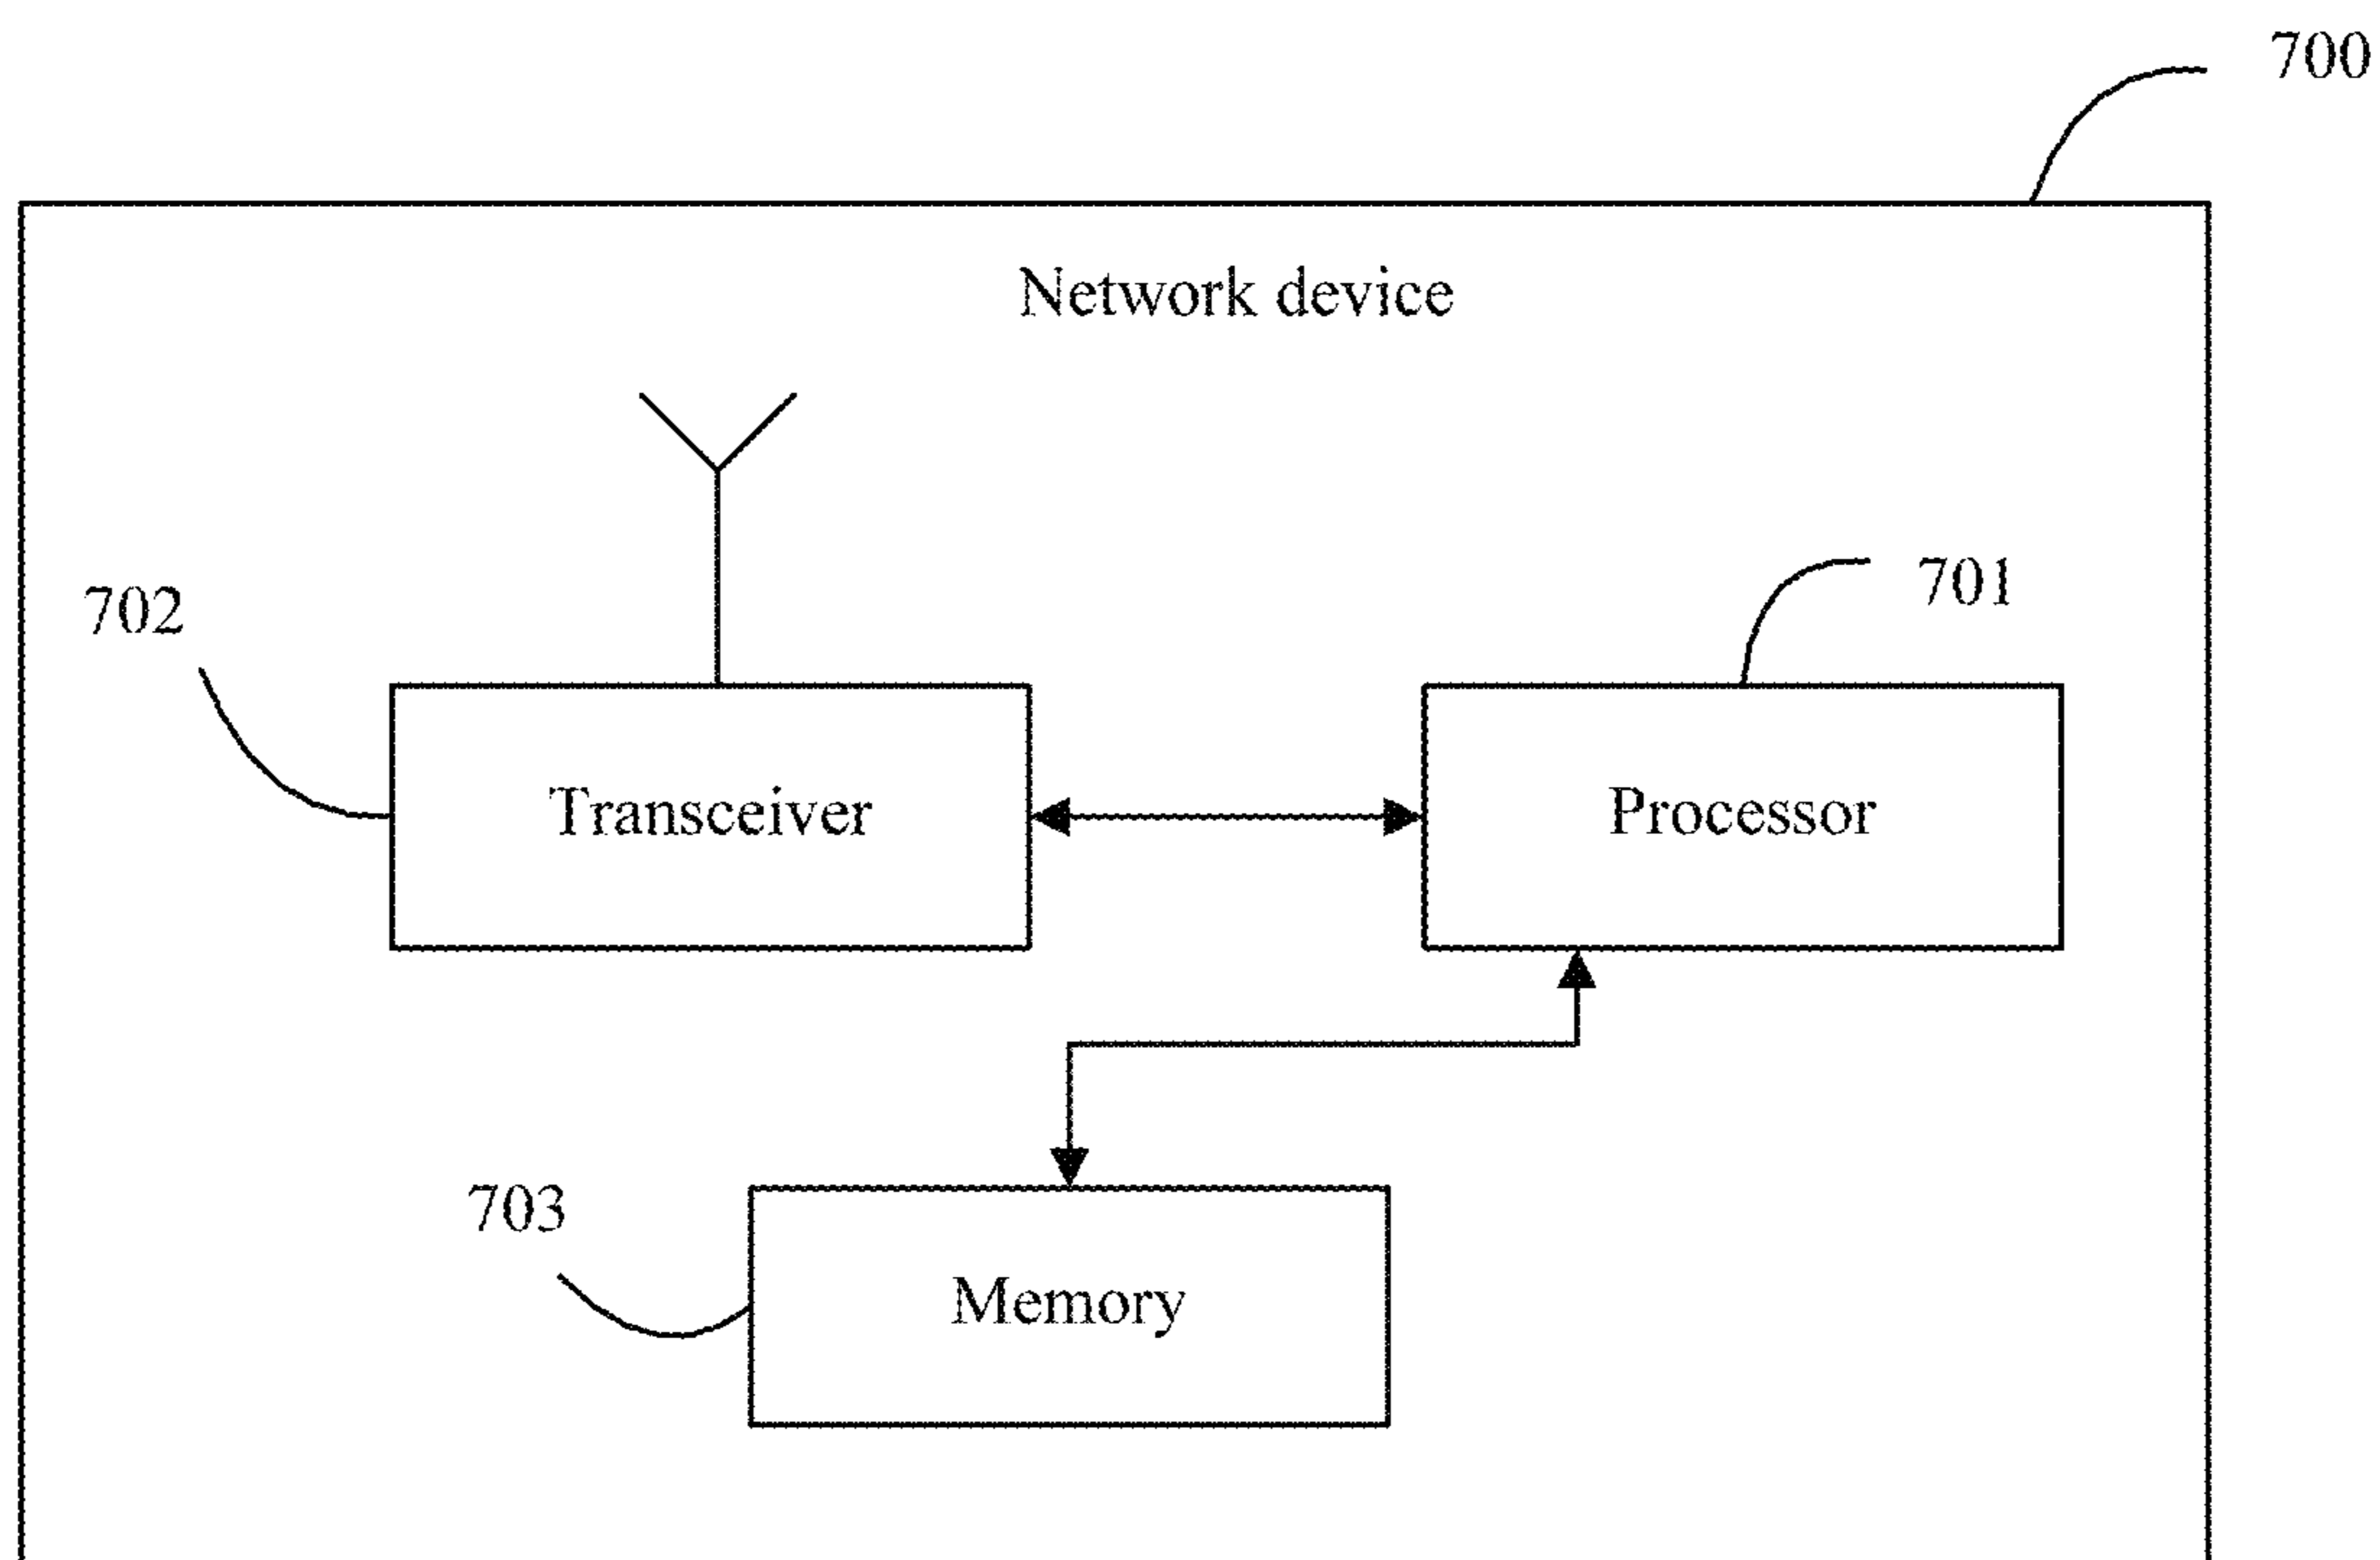 700
Network device
702
701
Transceiver
Processor
703
Memory